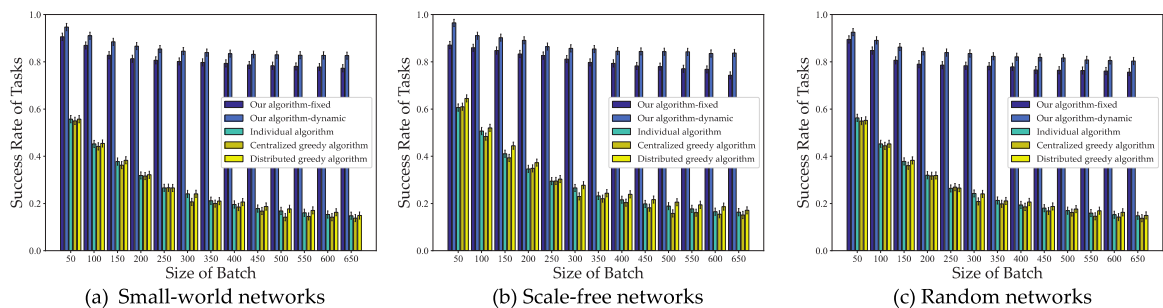 1.0
0.8
0.6
0.4
0.2
0.0
Success Rate of Tasks
Our algorithm-fixed
Our algorithm-dynamic
Individual algorithm
Centralized greedy algorithm
Distributed greedy algorithm
50 100 150 200 250 300 350 400 450 500 550 600 650
Size of Batch
(a) Small-world networks
1.0
0.8
0.6
0.4
0.2
0.0
Success Rate of Tasks
Our algorithm-fixed
Our algorithm-dynamic
Individual algorithm
Centralized greedy algorithm
Distributed greedy algorithm
50 100 150 200 250 300 350 400 450 500 550 600 650
Size of Batch
(b) Scale-free networks
1.0
0.8
0.6
0.4
0.2
0.0
Success Rate of Tasks
Our algorithm-fixed
Our algorithm-dynamic
Individual algorithm
Centralized greedy algorithm
Distributed greedy algorithm
50 100 150 200 250 300 350 400 450 500 550 600 650
Size of Batch
(c) Random networks